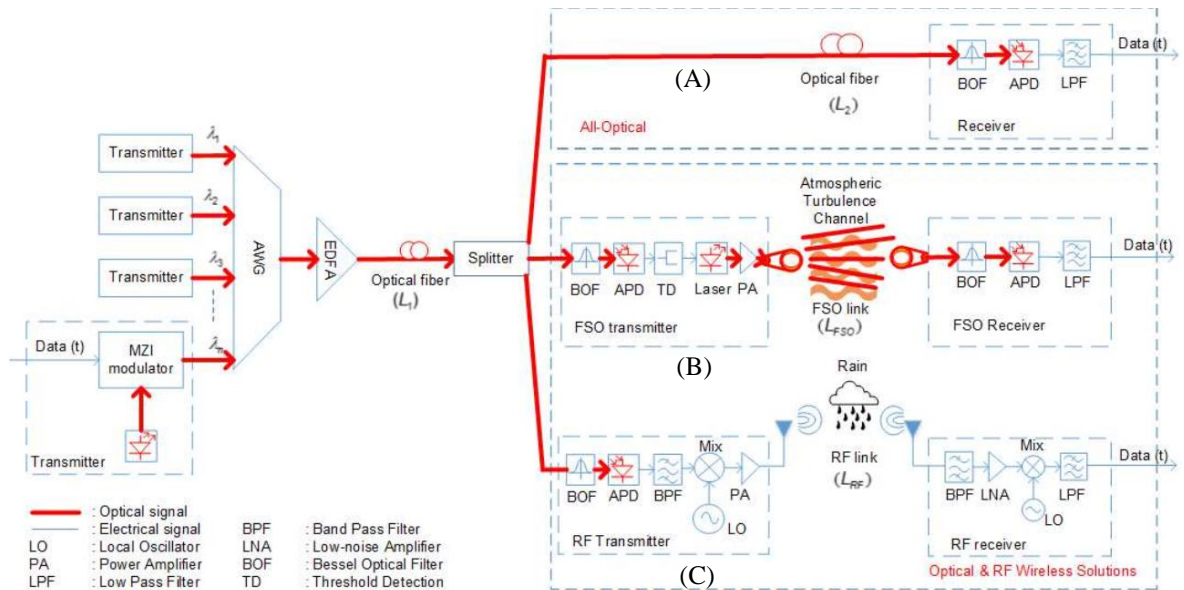 (A)
Optical fiber
(L2)
BOF APD LPF
Data (t)
Receiver
All-Optical
Transmitter
λ1
Transmitter
λ2
Transmitter
λ3
Data (t)
MZI
modulator
λn
Transmitter
AWG
EDFA
Optical fiber
(L1)
Splitter
BOF APD TD Laser PA
FSO transmitter
Atmospheric
Turbulence
Channel
FSO link
(LFSO)
BOF APD LPF
Data (t)
FSO Receiver
(B)
Rain
RF link
(LRF)
Mix
BOF APD BPF PA
LO
RF Transmitter
Mix
BPF LNA LPF
LO
Data (t)
RF receiver
(C)
Optical & RF Wireless Solutions
: Optical signal
: Electrical signal BPF : Band Pass Filter
LO : Local Oscillator LNA : Low-noise Amplifier
PA : Power Amplifier BOF : Bessel Optical Filter
LPF : Low Pass Filter TD : Threshold Detection